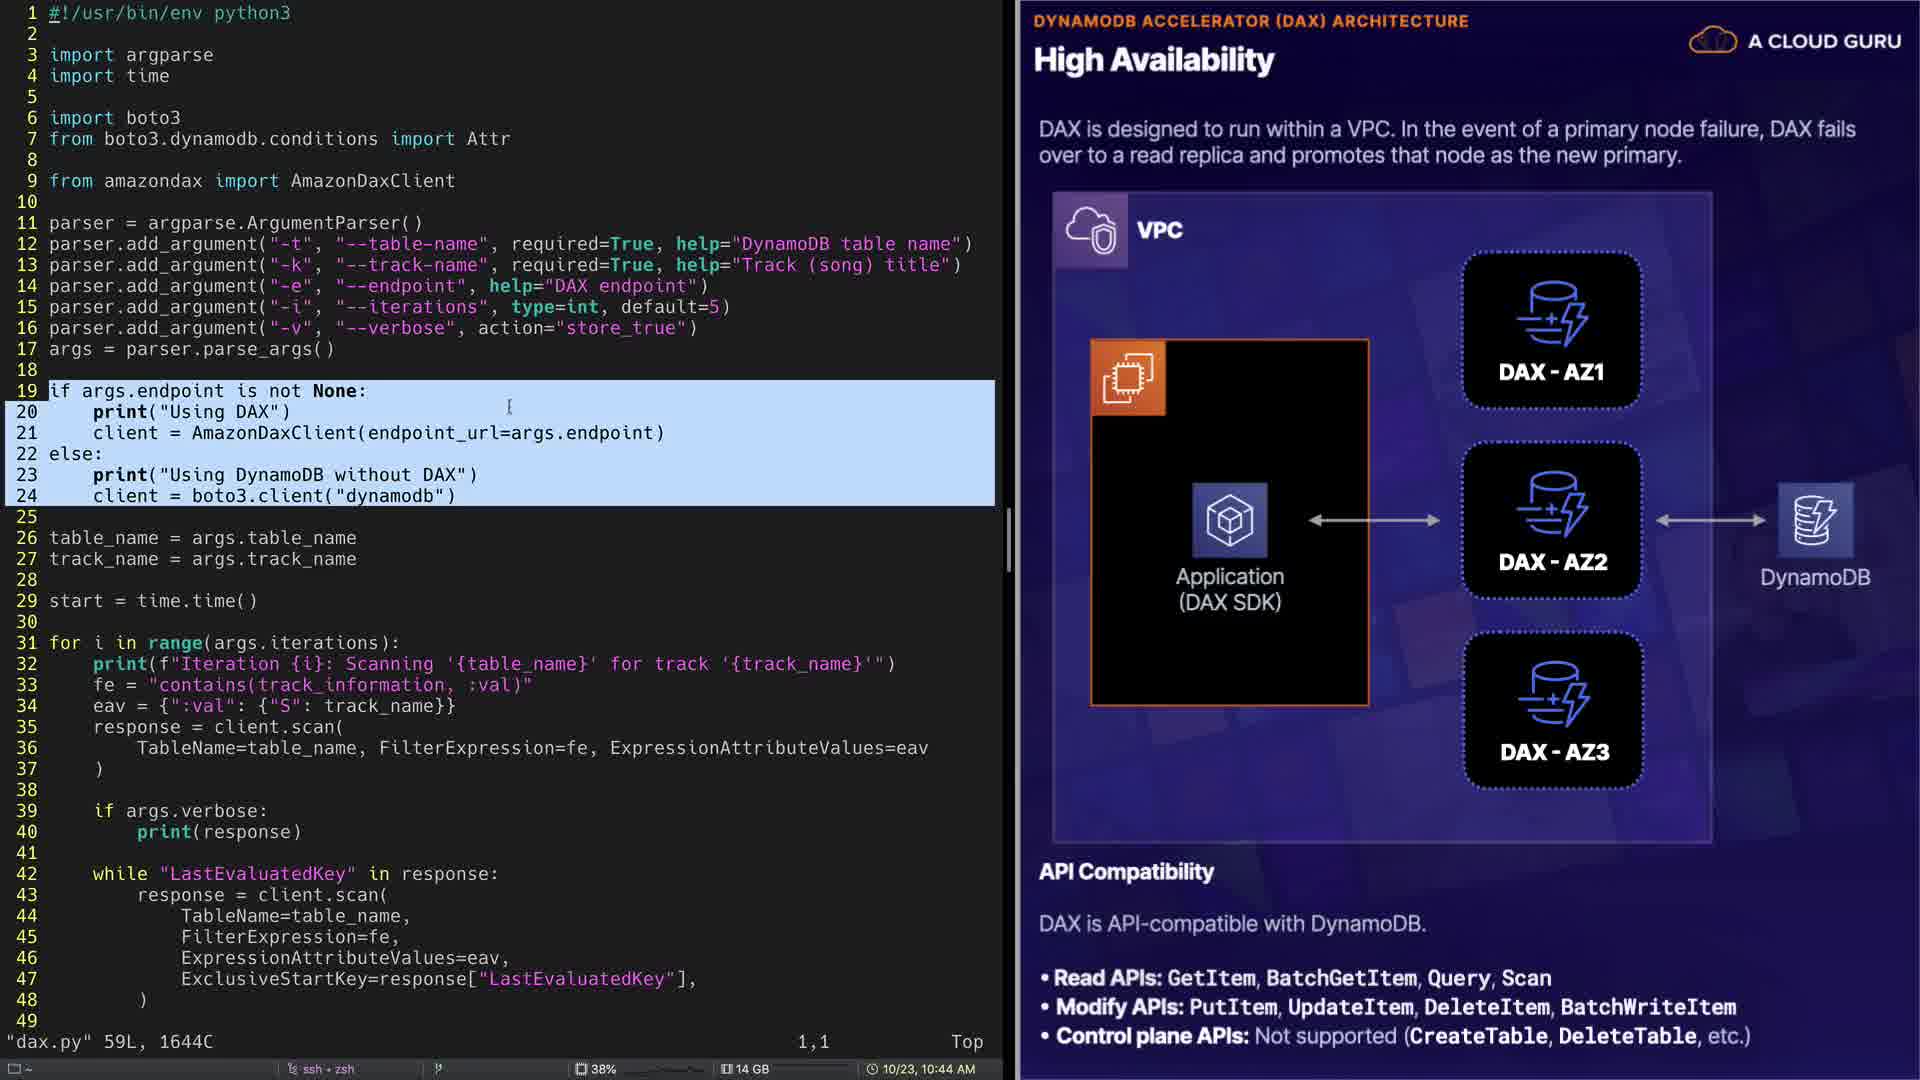 1 #!/usr/bin/env python3
2
3 import argparse
4 import time
5
6 import boto3
7 from boto3.dynamodb.conditions import Attr
8
9 from amazondax import AmazonDaxClient
10
11 parser = argparse.ArgumentParser()
12 parser.add_argument("-t", "--table-name", required=True, help="DynamoDB table name")
13 parser.add_argument("-k", "--track-name", required=True, help="Track (song) title")
14 parser.add_argument("-e", "--endpoint", help="DAX endpoint")
15 parser.add_argument("-i", "--iterations", type=int, default=5)
16 parser.add_argument("-v", "--verbose", action="store_true")
17 args = parser.parse_args()
18
19 if args.endpoint is not None:
20     print("Using DAX")
21     client = AmazonDaxClient(endpoint_url=args.endpoint)
22 else:
23     print("Using DynamoDB without DAX")
24     client = boto3.client("dynamodb")
25
26 table_name = args.table_name
27 track_name = args.track_name
28
29 start = time.time()
30
31 for i in range(args.iterations):
32     print(f"Iteration {i}: Scanning '{table_name}' for track '{track_name}'")
33     fe = "contains(track_information, :val)"
34     eav = {":val": {"S": track_name}}
35     response = client.scan(
36         TableName=table_name, FilterExpression=fe, ExpressionAttributeValues=eav
37     )
38
39     if args.verbose:
40         print(response)
41
42     while "LastEvaluatedKey" in response:
43         response = client.scan(
44             TableName=table_name,
45             FilterExpression=fe,
46             ExpressionAttributeValues=eav,
47             ExclusiveStartKey=response["LastEvaluatedKey"],
48         )
49
"dax.py" 59L, 1644C 1,1 Top
~ ssh • zsh 38% 14 GB 10/23, 10:44 AM
DYNAMODB ACCELERATOR (DAX) ARCHITECTURE
A CLOUD GURU
High Availability
DAX is designed to run within a VPC. In the event of a primary node failure, DAX fails
over to a read replica and promotes that node as the new primary.
VPC
DAX - AZ1
DAX - AZ2
Application
(DAX SDK)
DynamoDB
DAX - AZ3
API Compatibility
DAX is API-compatible with DynamoDB.
• Read APIs: GetItem, BatchGetItem, Query, Scan
• Modify APIs: PutItem, UpdateItem, DeleteItem, BatchWriteItem
• Control plane APIs: Not supported (CreateTable, DeleteTable, etc.)